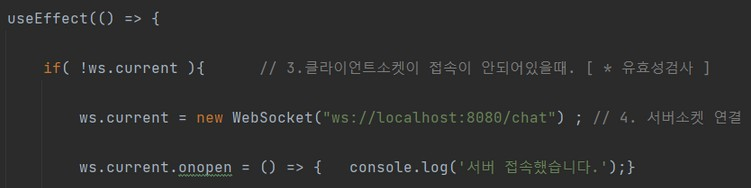 useEffect(() => {
if( !ws.current ){ // 3.클라이언트소켓이 접속이 안되어있을때. [ * 유효성검사 ]
ws.current = new WebSocket("ws://localhost:8080/chat") ; // 4. 서버소켓 연결
ws.current.onopen = () => { console.log('서버 접속했습니다.');}